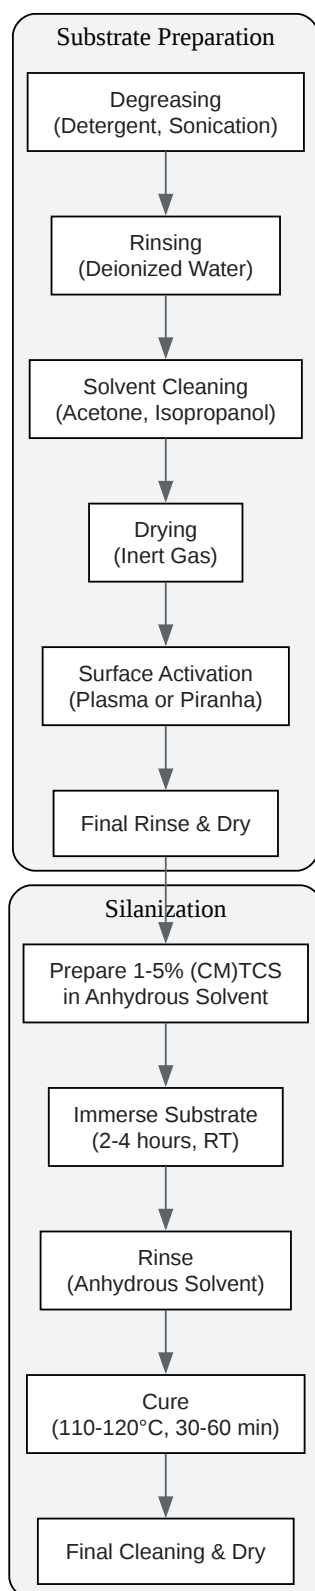 Substrate Preparation
Degreasing
(Detergent, Sonication)
Rinsing
(Deionized Water)
Solvent Cleaning
(Acetone, Isopropanol)
Drying
(Inert Gas)
Surface Activation
(Plasma or Piranha)
Final Rinse & Dry
Silanization
Prepare 1-5% (CM)TCS
in Anhydrous Solvent
Immerse Substrate
(2-4 hours, RT)
Rinse
(Anhydrous Solvent)
Cure
(110-120°C, 30-60 min)
Final Cleaning & Dry